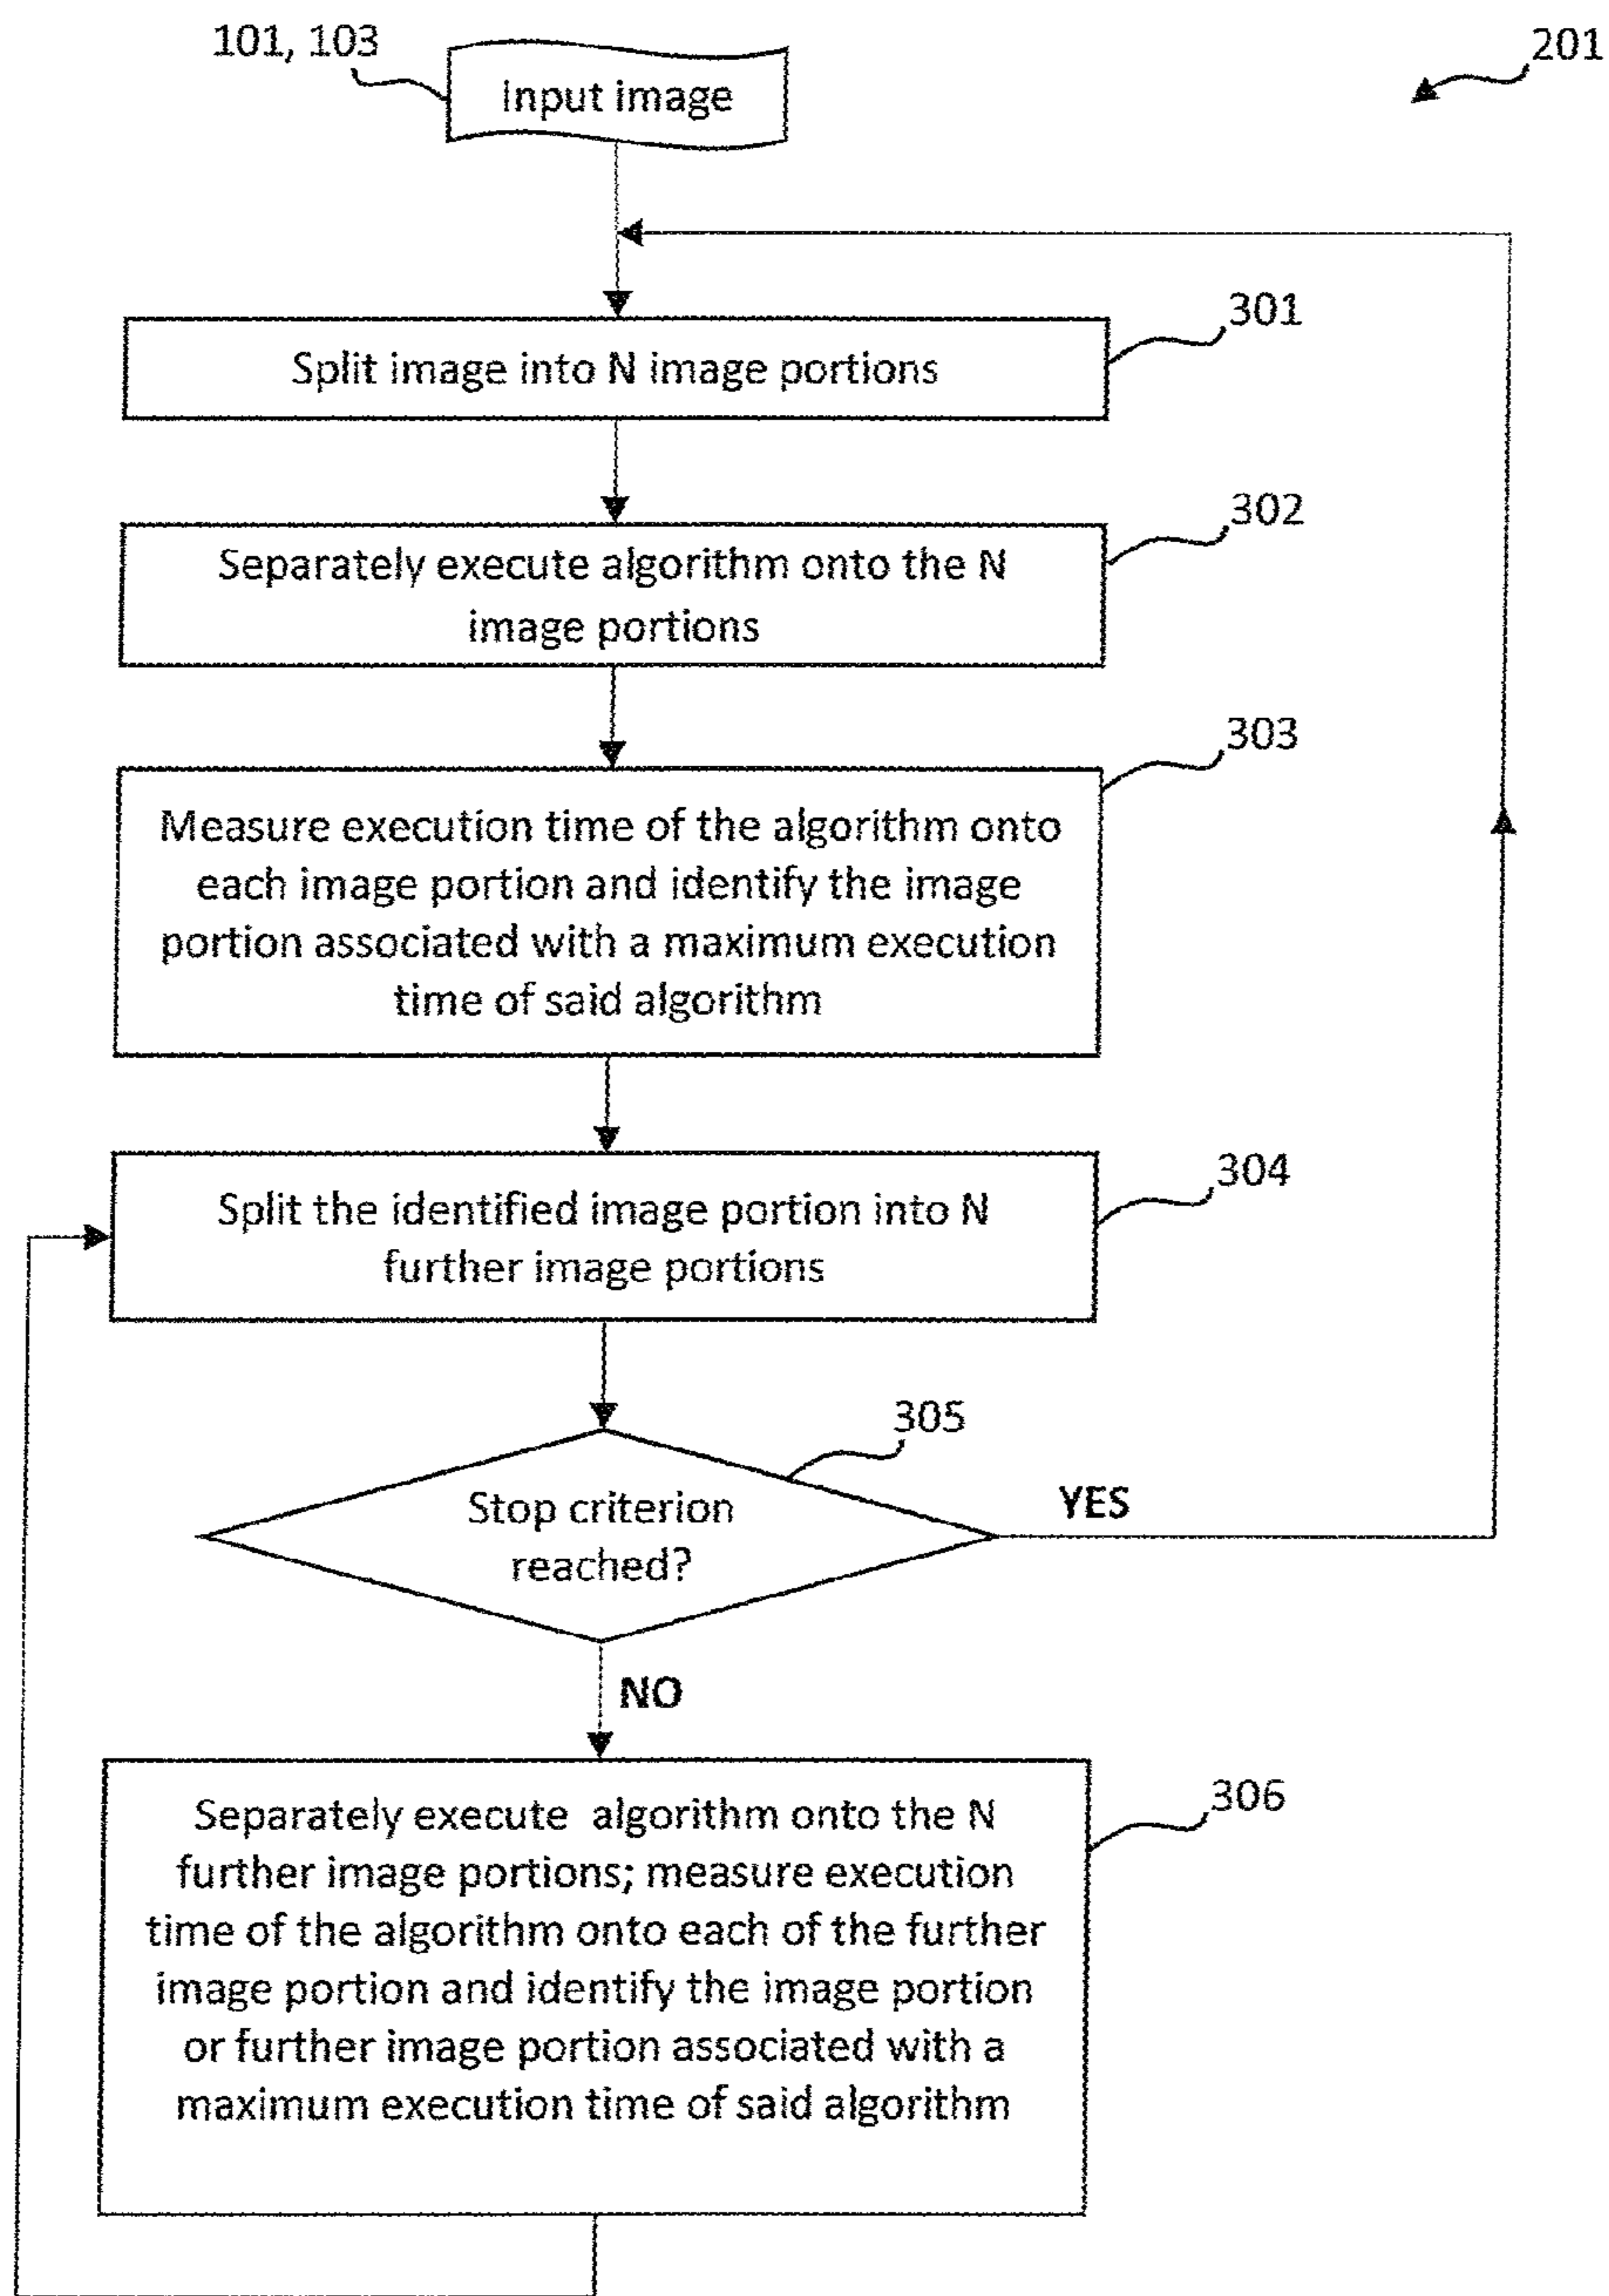 101, 103
Input image
201
Split image into N image portions
301
Separately execute algorithm onto the N
image portions
302
Measure execution time of the algorithm onto
each image portion and identify the image
portion associated with a maximum execution
time of said algorithm
303
Split the identified image portion into N
further image portions
304
Stop criterion
reached?
305
YES
NO
Separately execute algorithm onto the N
further image portions; measure execution
time of the algorithm onto each of the further
image portion and identify the image portion
or further image portion associated with a
maximum execution time of said algorithm
306